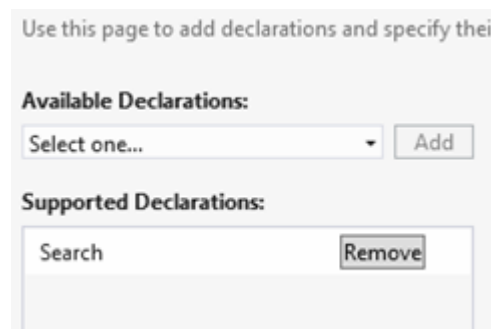 Use this page to add declarations and specify thei
Available Declarations:
Select one... Add
Supported Declarations:
Search Remove